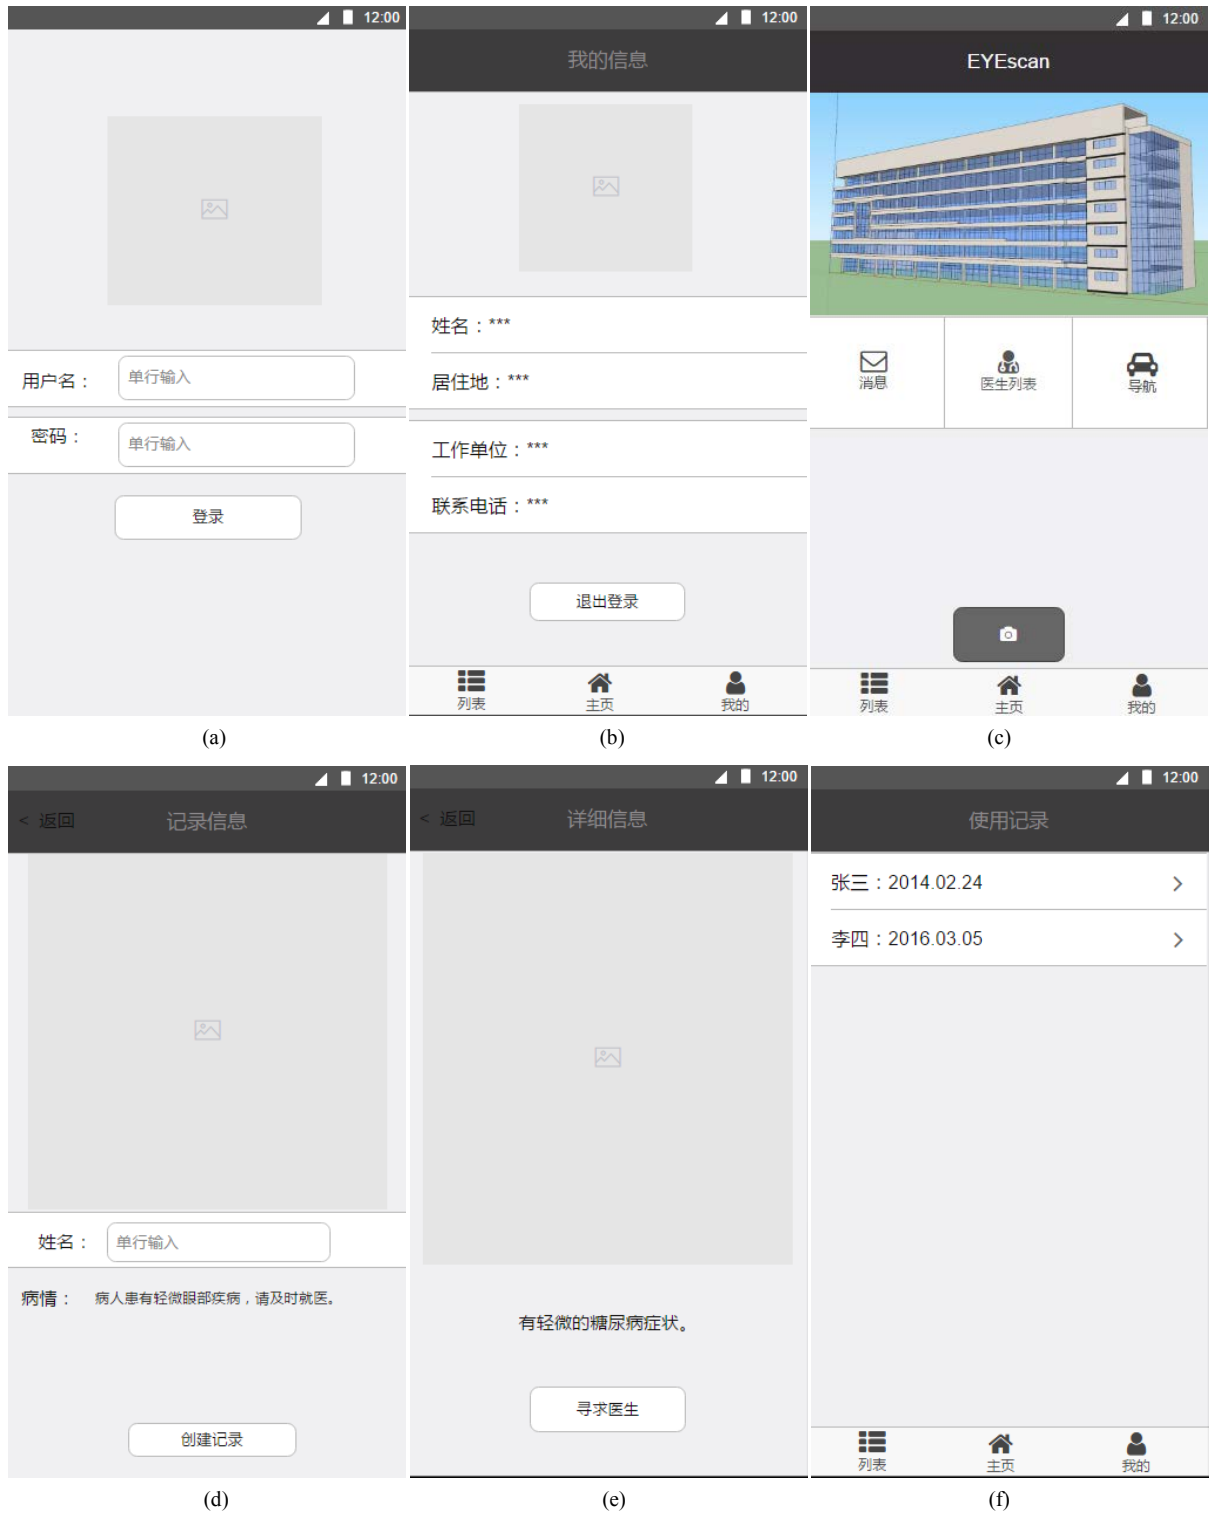 12:00
用户名：
单行输入
密码：
单行输入
登录
(a)
12:00
我的信息
姓名：***
居住地：***
工作单位：***
联系电话：***
退出登录
列表
主页
我的
(b)
12:00
EYEscan
消息
医生列表
导航
列表
主页
我的
(c)
12:00
< 返回
记录信息
姓名：
单行输入
病情：
病人患有轻微眼部疾病，请及时就医。
创建记录
(d)
12:00
< 返回
详细信息
有轻微的糖尿病症状。
寻求医生
(e)
12:00
使用记录
张三：2014.02.24
李四：2016.03.05
列表
主页
我的
(f)